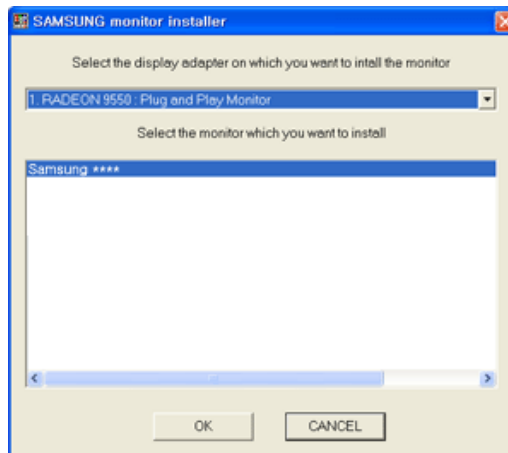 SAMSUNG monitor installer
Select the display adapter on which you want to intall the monitor
1. RADEON 9550 : Plug and Play Monitor
Select the monitor which you want to install
Samsung ****
OK
CANCEL